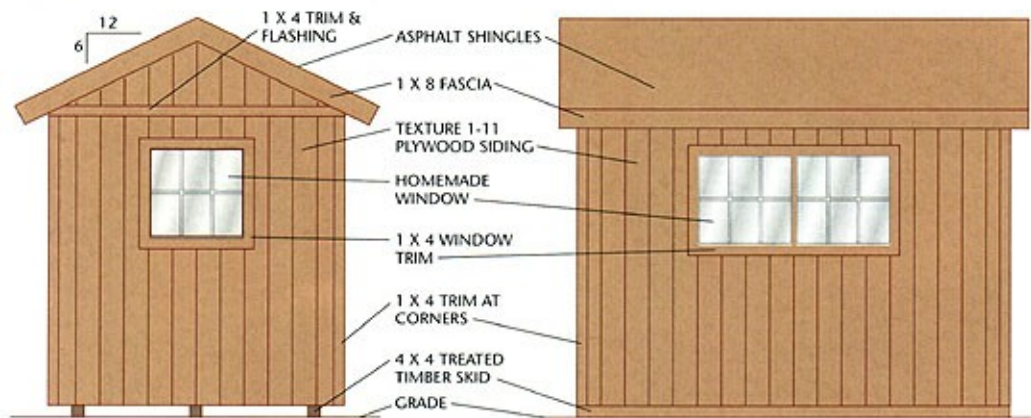 12
6
1 X 4 TRIM &
FLASHING
ASPHALT SHINGLES
1 X 8 FASCIA
TEXTURE 1-11
PLYWOOD SIDING
HOMEMADE
WINDOW
1 X 4 WINDOW
TRIM
1 X 4 TRIM AT
CORNERS
4 X 4 TREATED
TIMBER SKID
GRADE